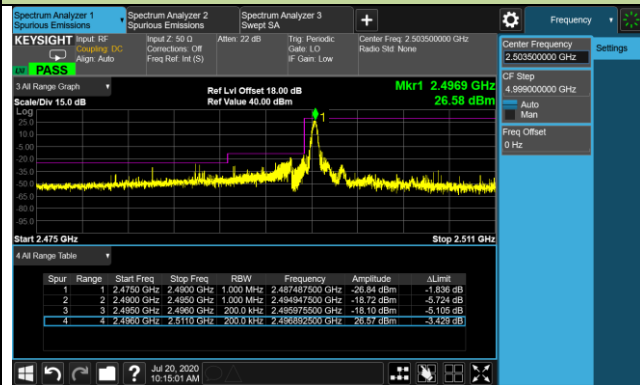 Spectrum Analyzer 1
Spurious Emissions
Spectrum Analyzer 2
Spurious Emissions
Spectrum Analyzer 3
Swept SA
Frequency
KEYSIGHT
Input: RF
Coupling: DC
Align: Auto
Input Z: 50 Ω
Corrections: Off
Freq Ref: Int (S)
Atten: 22 dB
Trig: Periodic
Gate: LO
IF Gain: Low
Center Freq: 2.503500000 GHz
Radio Std: None
PASS
Center Frequency
2.503500000 GHz
Settings
CF Step
4.999000000 GHz
Auto
Man
Freq Offset
0 Hz
3 All Range Graph
Scale/Div 15.0 dB
Ref Lvl Offset 18.00 dB
Ref Value 40.00 dBm
Mkr1 2.4969 GHz
26.58 dBm
Log
25.0
10.0
-5.00
-20.0
-35.0
-50.0
-65.0
-80.0
-95.0
1
Start 2.475 GHz
Stop 2.511 GHz
4 All Range Table
Spur Range Start Freq Stop Freq RBW Frequency Amplitude ΔLimit
1 1 2.4750 GHz 2.4900 GHz 1.000 MHz 2.487487500 GHz -26.84 dBm -1.836 dB
2 2 2.4900 GHz 2.4950 GHz 1.000 MHz 2.494947500 GHz -18.72 dBm -5.724 dB
3 3 2.4950 GHz 2.4960 GHz 200.0 kHz 2.495975500 GHz -18.10 dBm -5.105 dB
4 4 2.4960 GHz 2.5110 GHz 200.0 kHz 2.496892500 GHz 26.57 dBm -3.429 dB
Jul 20, 2020
10:15:01 AM